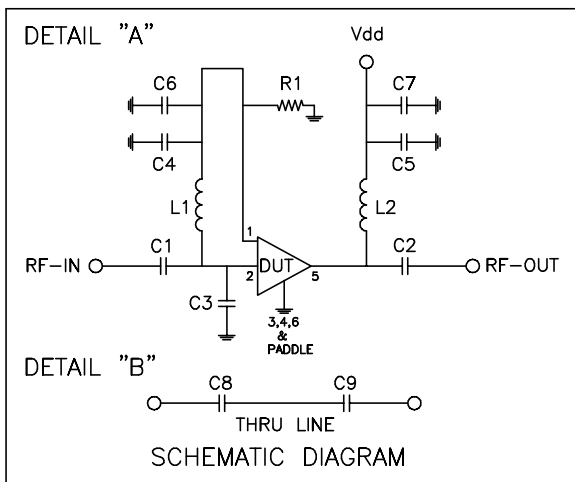 DETAIL "A"
Vdd
C6
R1
C7
C4
C5
L1
L2
C1
1
C2
RF-IN
DUT
2
5
RF-OUT
C3
3,4,6
&
PADDLE
DETAIL "B"
C8
C9
THRU LINE
SCHEMATIC DIAGRAM